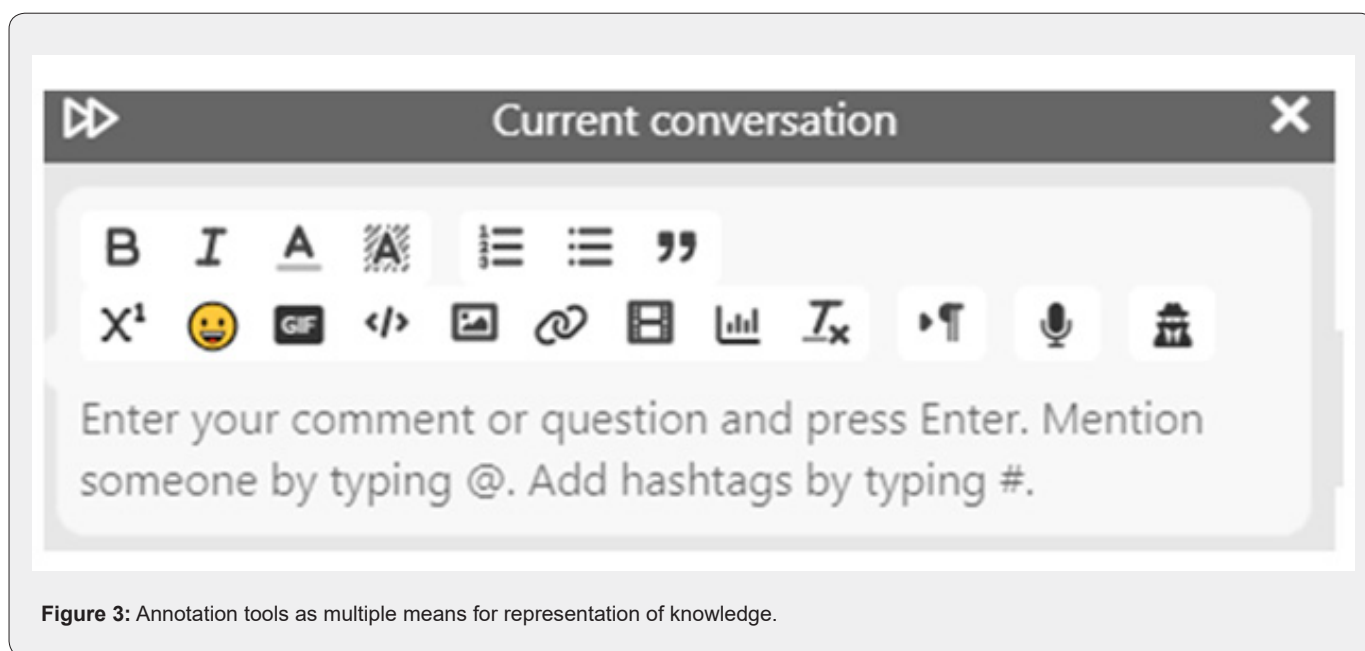 Current conversation
B I A A
X¹ GIF </> T
Enter your comment or question and press Enter. Mention
someone by typing @. Add hashtags by typing #.
Figure 3: Annotation tools as multiple means for representation of knowledge.